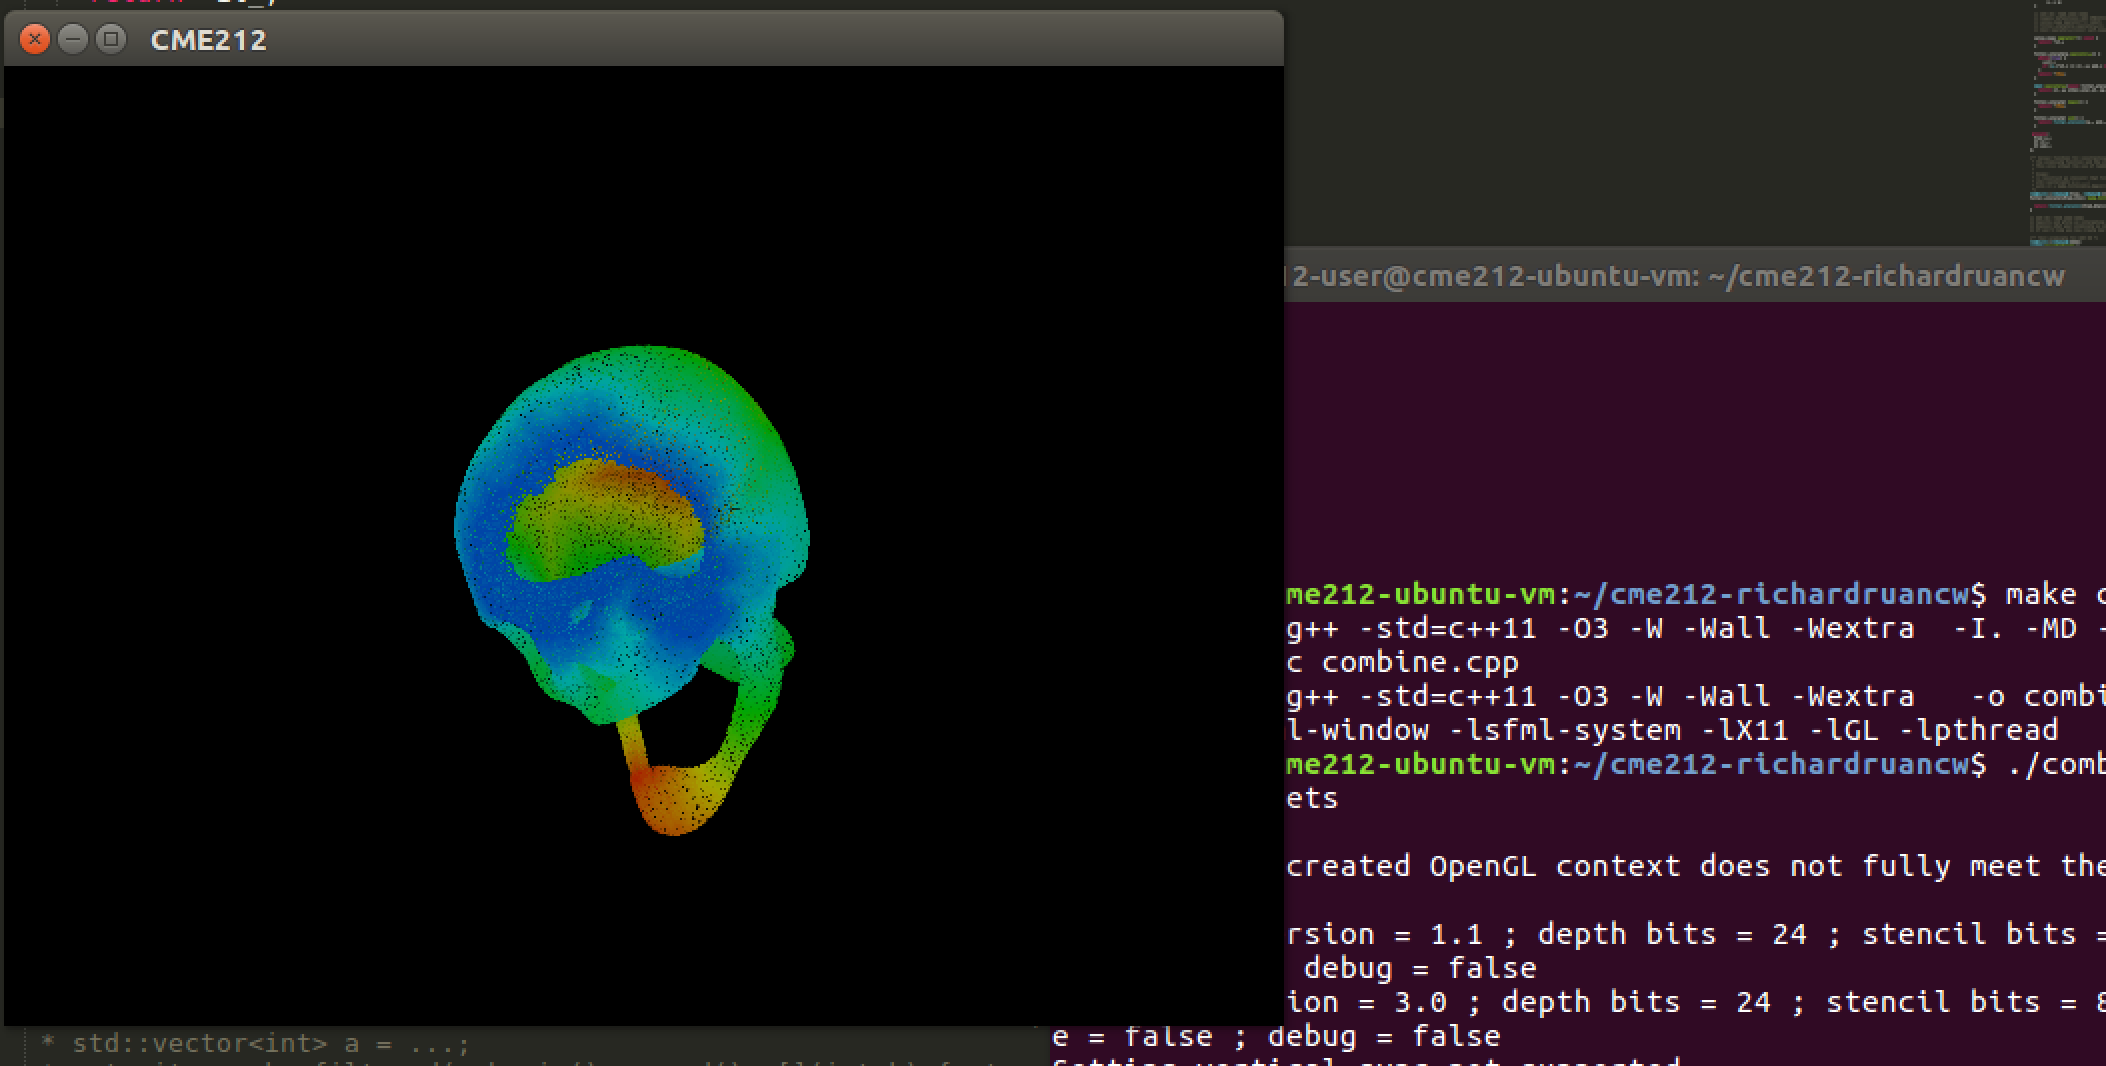 CME212
12-user@cme212-ubuntu-vm: ~/cme212-richardruancw
me212-ubuntu-vm:~/cme212-richardruancw$ make c
g++ -std=c++11 -O3 -W -Wall -Wextra  -I. -MD -
c combine.cpp
g++ -std=c++11 -O3 -W -Wall -Wextra   -o combi
l-window -lsfml-system -lX11 -lGL -lpthread
me212-ubuntu-vm:~/cme212-richardruancw$ ./comb
ets
created OpenGL context does not fully meet the
rsion = 1.1 ; depth bits = 24 ; stencil bits =
debug = false
ion = 3.0 ; depth bits = 24 ; stencil bits = 8
e = false ; debug = false
* std::vector<int> a = ...;